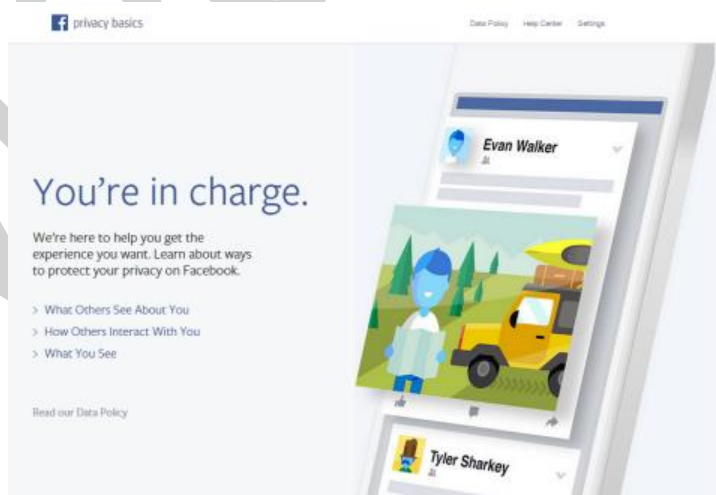 f privacy basics
Data Policy Help Center Settings
Evan Walker
You're in charge.
We're here to help you get the
experience you want. Learn about ways
to protect your privacy on Facebook.
> What Others See About You
> How Others Interact With You
> What You See
Read our Data Policy
Tyler Sharkey